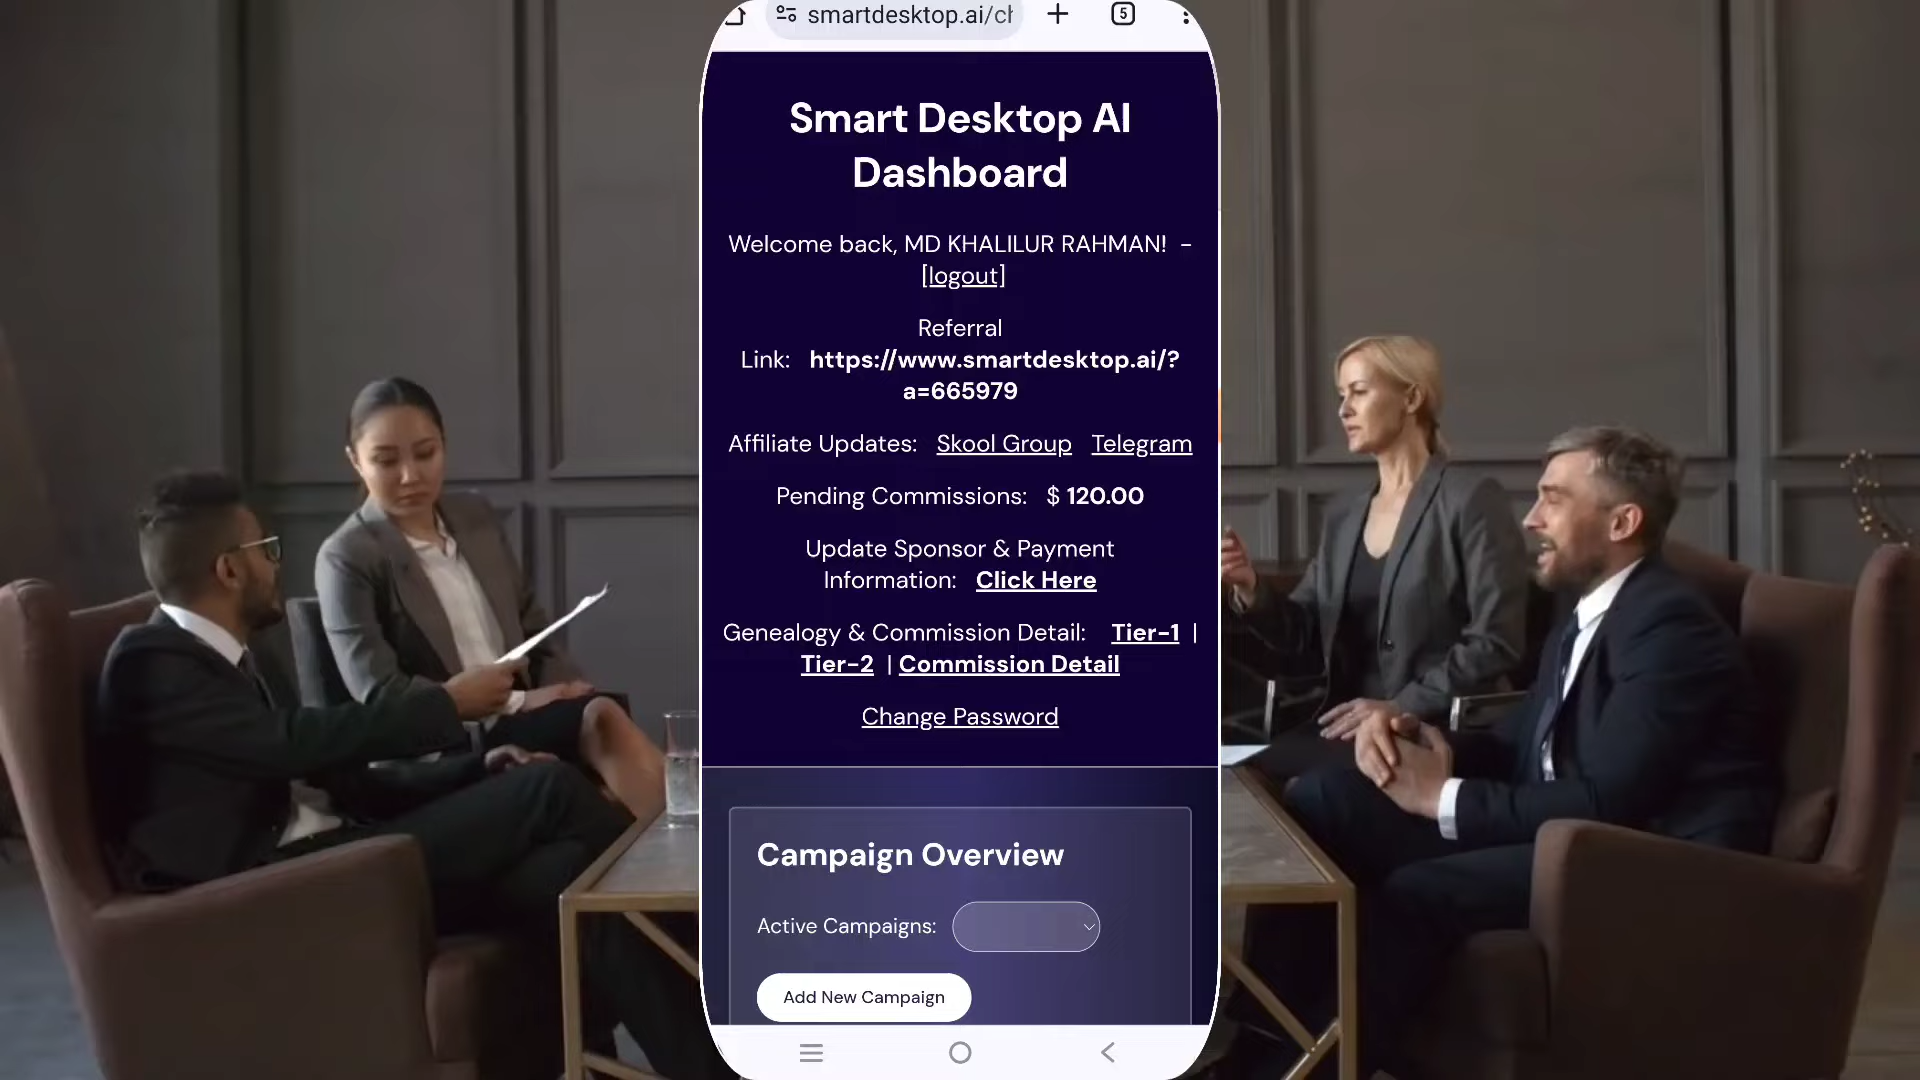 smartdesktop.ai/ch
5
Smart Desktop AI
Dashboard
Welcome back, MD KHALILUR RAHMAN! -
[logout]
Referral
Link: https://www.smartdesktop.ai/?
a=665979
Affiliate Updates: Skool Group Telegram
Pending Commissions: $ 120.00
Update Sponsor & Payment
Information: Click Here
Genealogy & Commission Detail: Tier-1 |
Tier-2 | Commission Detail
Change Password
Campaign Overview
Active Campaigns:
Add New Campaign